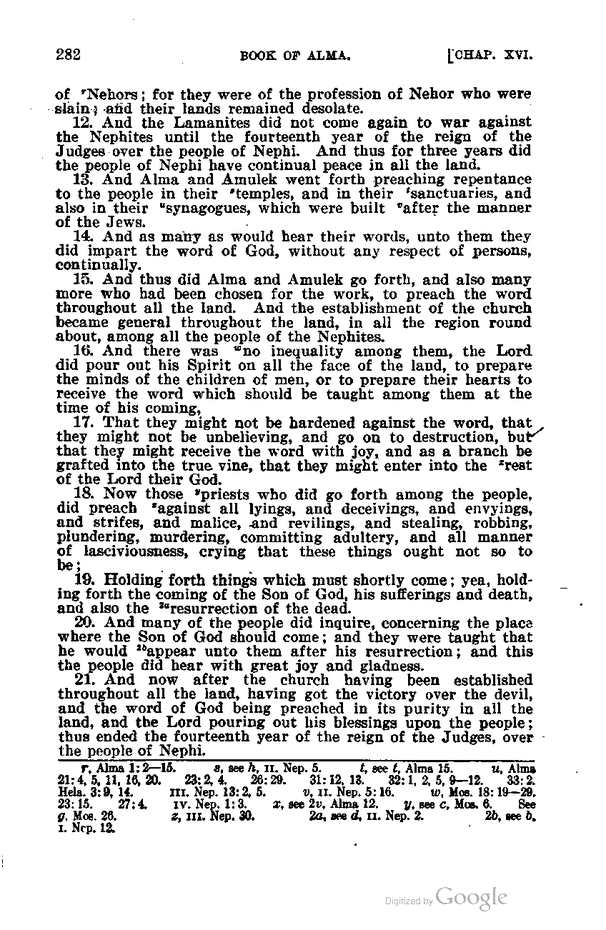 282 BOOK OF ALMA. [CHAP. XVI.
of ʳNehors; for they were of the profession of Nehor who were
slain; and their lands remained desolate.
12. And the Lamanites did not come again to war against
the Nephites until the fourteenth year of the reign of the
Judges over the people of Nephi. And thus for three years did
the people of Nephi have continual peace in all the land.
13. And Alma and Amulek went forth preaching repentance
to the people in their ˢtemples, and in their ᵗsanctuaries, and
also in their ᵘsynagogues, which were built ᵛafter the manner
of the Jews.
14. And as many as would hear their words, unto them they
did impart the word of God, without any respect of persons,
continually.
15. And thus did Alma and Amulek go forth, and also many
more who had been chosen for the work, to preach the word
throughout all the land. And the establishment of the church
became general throughout the land, in all the region round
about, among all the people of the Nephites.
16. And there was ʷno inequality among them, the Lord
did pour out his Spirit on all the face of the land, to prepare
the minds of the children of men, or to prepare their hearts to
receive the word which should be taught among them at the
time of his coming,
17. That they might not be hardened against the word, that
they might not be unbelieving, and go on to destruction, but
that they might receive the word with joy, and as a branch be
grafted into the true vine, that they might enter into the ˣrest
of the Lord their God.
18. Now those ʸpriests who did go forth among the people,
did preach ᶻagainst all lyings, and deceivings, and envyings,
and strifes, and malice, and revilings, and stealing, robbing,
plundering, murdering, committing adultery, and all manner
of lasciviousness, crying that these things ought not so to
be;
19. Holding forth things which must shortly come; yea, hold-
ing forth the coming of the Son of God, his sufferings and death,
and also the ²ᵃresurrection of the dead.
20. And many of the people did inquire, concerning the place
where the Son of God should come; and they were taught that
he would ²ᵇappear unto them after his resurrection; and this
the people did hear with great joy and gladness.
21. And now after the church having been established
throughout all the land, having got the victory over the devil,
and the word of God being preached in its purity in all the
land, and the Lord pouring out his blessings upon the people;
thus ended the fourteenth year of the reign of the Judges, over
the people of Nephi.
r, Alma 1:2—15. s, see h, II. Nep. 5. t, see t, Alma 15. u, Alma
21:4, 5, 11, 16, 20. 23:2, 4. 26:29. 31:12, 13. 32:1, 2, 5, 9—12. 33:2.
Hela. 3:9, 14. III. Nep. 13:2, 5. v, II. Nep. 5:16. w, Mos. 18:19—29.
23:15. 27:4. IV. Nep. 1:3. x, see 2v, Alma 12. y, see c, Mos. 6. See
g, Mos. 26. z, III. Nep. 30. 2a, see d, II. Nep. 2. 2b, see b,
I. Nep. 12.
Digitized by Google